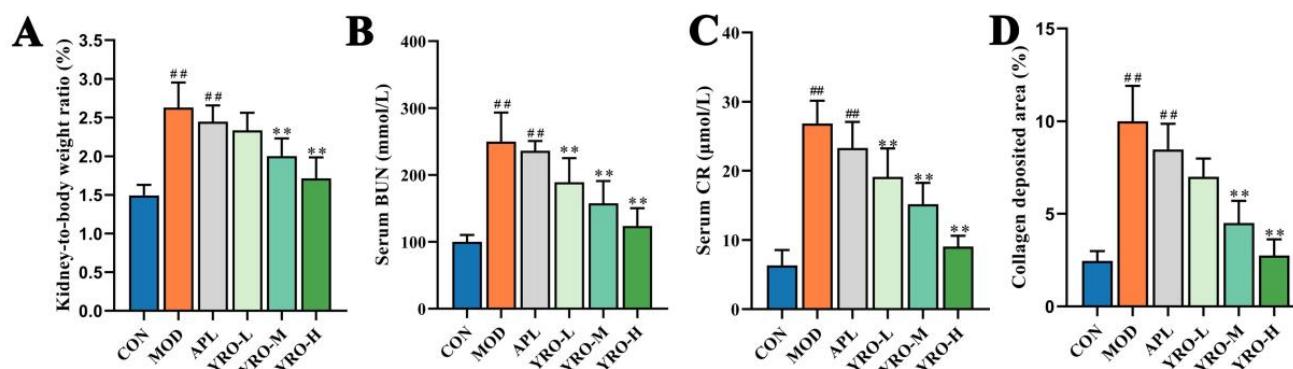 A
Kidney-to-body weight ratio (%)
3.5
3.0
2.5
2.0
1.5
1.0
0.5
0.0
##
##
**
**
CON
MOD
APL
YRO-L
YRO-M
YRO-H
B
Serum BUN (mmol/L)
400
300
200
100
000
##
##
**
**
**
CON
MOD
APL
YRO-L
YRO-M
YRO-H
C
Serum CR (μmol/L)
40
30
20
10
0
##
##
**
**
**
CON
MOD
APL
YRO-L
YRO-M
YRO-H
D
Collagen deposited area (%)
15
10
5
0
##
##
**
**
CON
MOD
APL
YRO-L
YRO-M
YRO-H